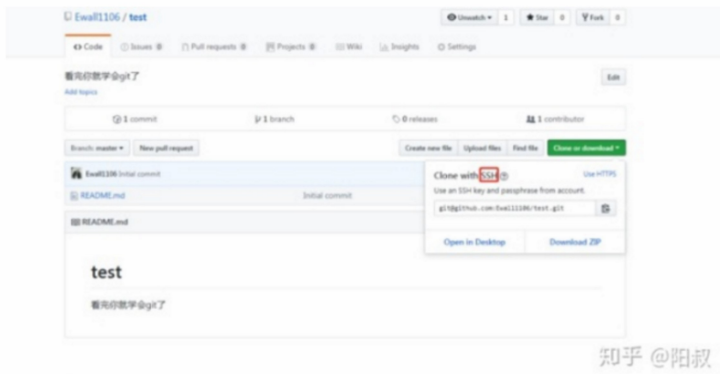 Ewall1106 / test
Unwatch 1 Star 0 Fork 0
Code Issues 0 Pull requests 0 Projects 0 Wiki Insights Settings
看完你就学会git了
Edit
Add topics
1 commit 1 branch 0 releases 1 contributor
Branch: master New pull request Create new file Upload files Find file Clone or download
Ewall1106 Initial commit
README.md Initial commit
Clone with SSH Use HTTPS
Use an SSH key and passphrase from account.
git@github.com:Ewall1106/test.git
Open in Desktop Download ZIP
README.md
test
看完你就学会git了
知乎 @阳叔